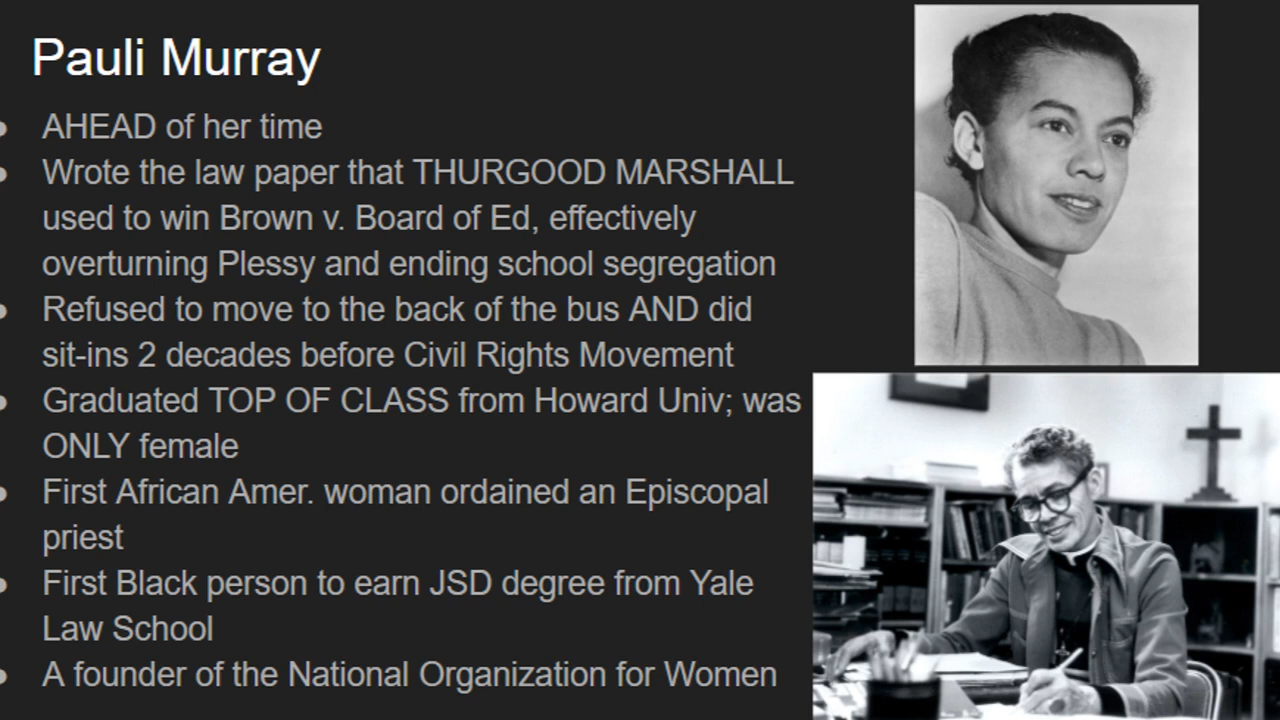 Pauli Murray
● AHEAD of her time
● Wrote the law paper that THURGOOD MARSHALL
used to win Brown v. Board of Ed, effectively
overturning Plessy and ending school segregation
● Refused to move to the back of the bus AND did
sit-ins 2 decades before Civil Rights Movement
● Graduated TOP OF CLASS from Howard Univ; was
ONLY female
● First African Amer. woman ordained an Episcopal
priest
● First Black person to earn JSD degree from Yale
Law School
● A founder of the National Organization for Women